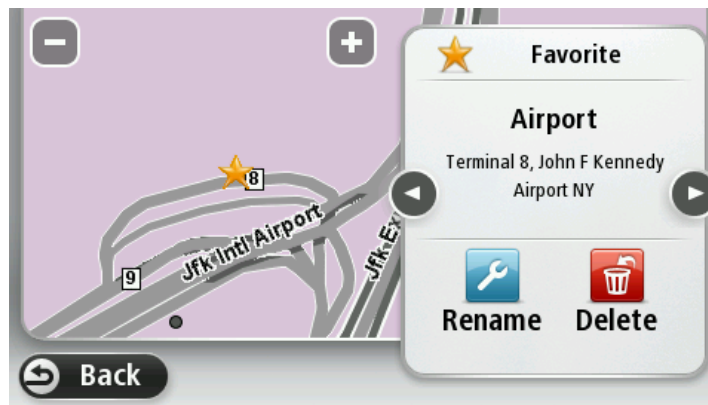 Favorite
Airport
Terminal 8, John F Kennedy
Airport NY
Rename
Delete
8
Jfk Intl Airport
Jfk Ex
9
Back